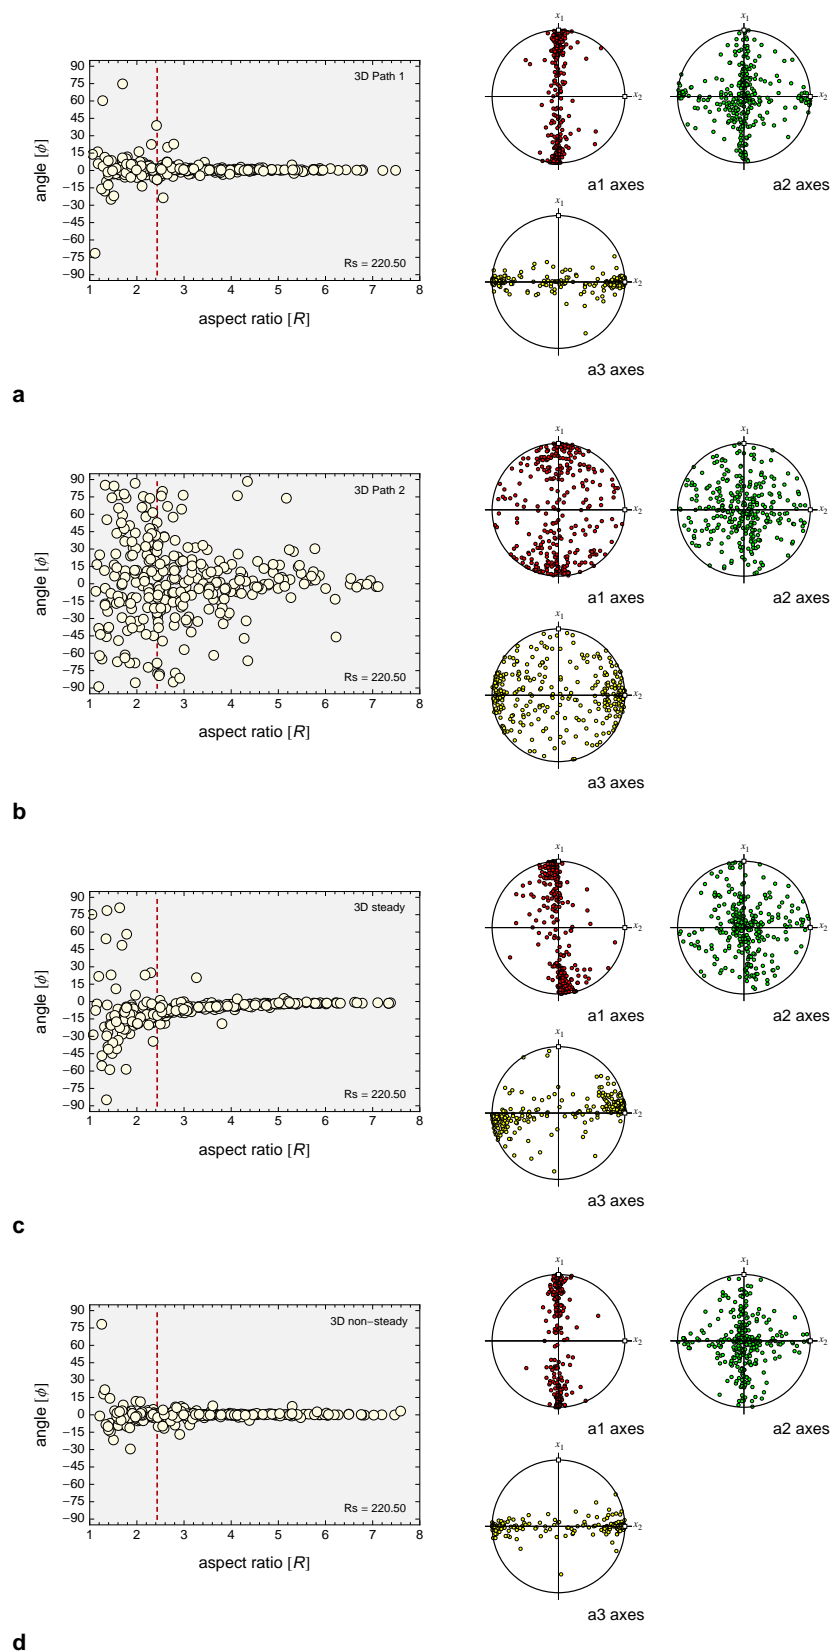 90
75
60
45
30
15
0
−15
−30
−45
−60
−75
−90
angle [ϕ]
3D Path 1
Rs = 220.50
1 2 3 4 5 6 7 8
aspect ratio [R]
x1
x2
a1 axes
x1
x2
a2 axes
x1
x2
a3 axes
a
90
75
60
45
30
15
0
−15
−30
−45
−60
−75
−90
angle [ϕ]
3D Path 2
Rs = 220.50
1 2 3 4 5 6 7 8
aspect ratio [R]
x1
x2
a1 axes
x1
x2
a2 axes
x1
x2
a3 axes
b
90
75
60
45
30
15
0
−15
−30
−45
−60
−75
−90
angle [ϕ]
3D steady
Rs = 220.50
1 2 3 4 5 6 7 8
aspect ratio [R]
x1
x2
a1 axes
x1
x2
a2 axes
x1
x2
a3 axes
c
90
75
60
45
30
15
0
−15
−30
−45
−60
−75
−90
angle [ϕ]
3D non−steady
Rs = 220.50
1 2 3 4 5 6 7 8
aspect ratio [R]
x1
x2
a1 axes
x1
x2
a2 axes
x1
x2
a3 axes
d